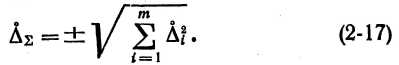 Δ̊_Σ = ± √( ∑_{i=1}^{m} Δ̊_i² ). (2-17)